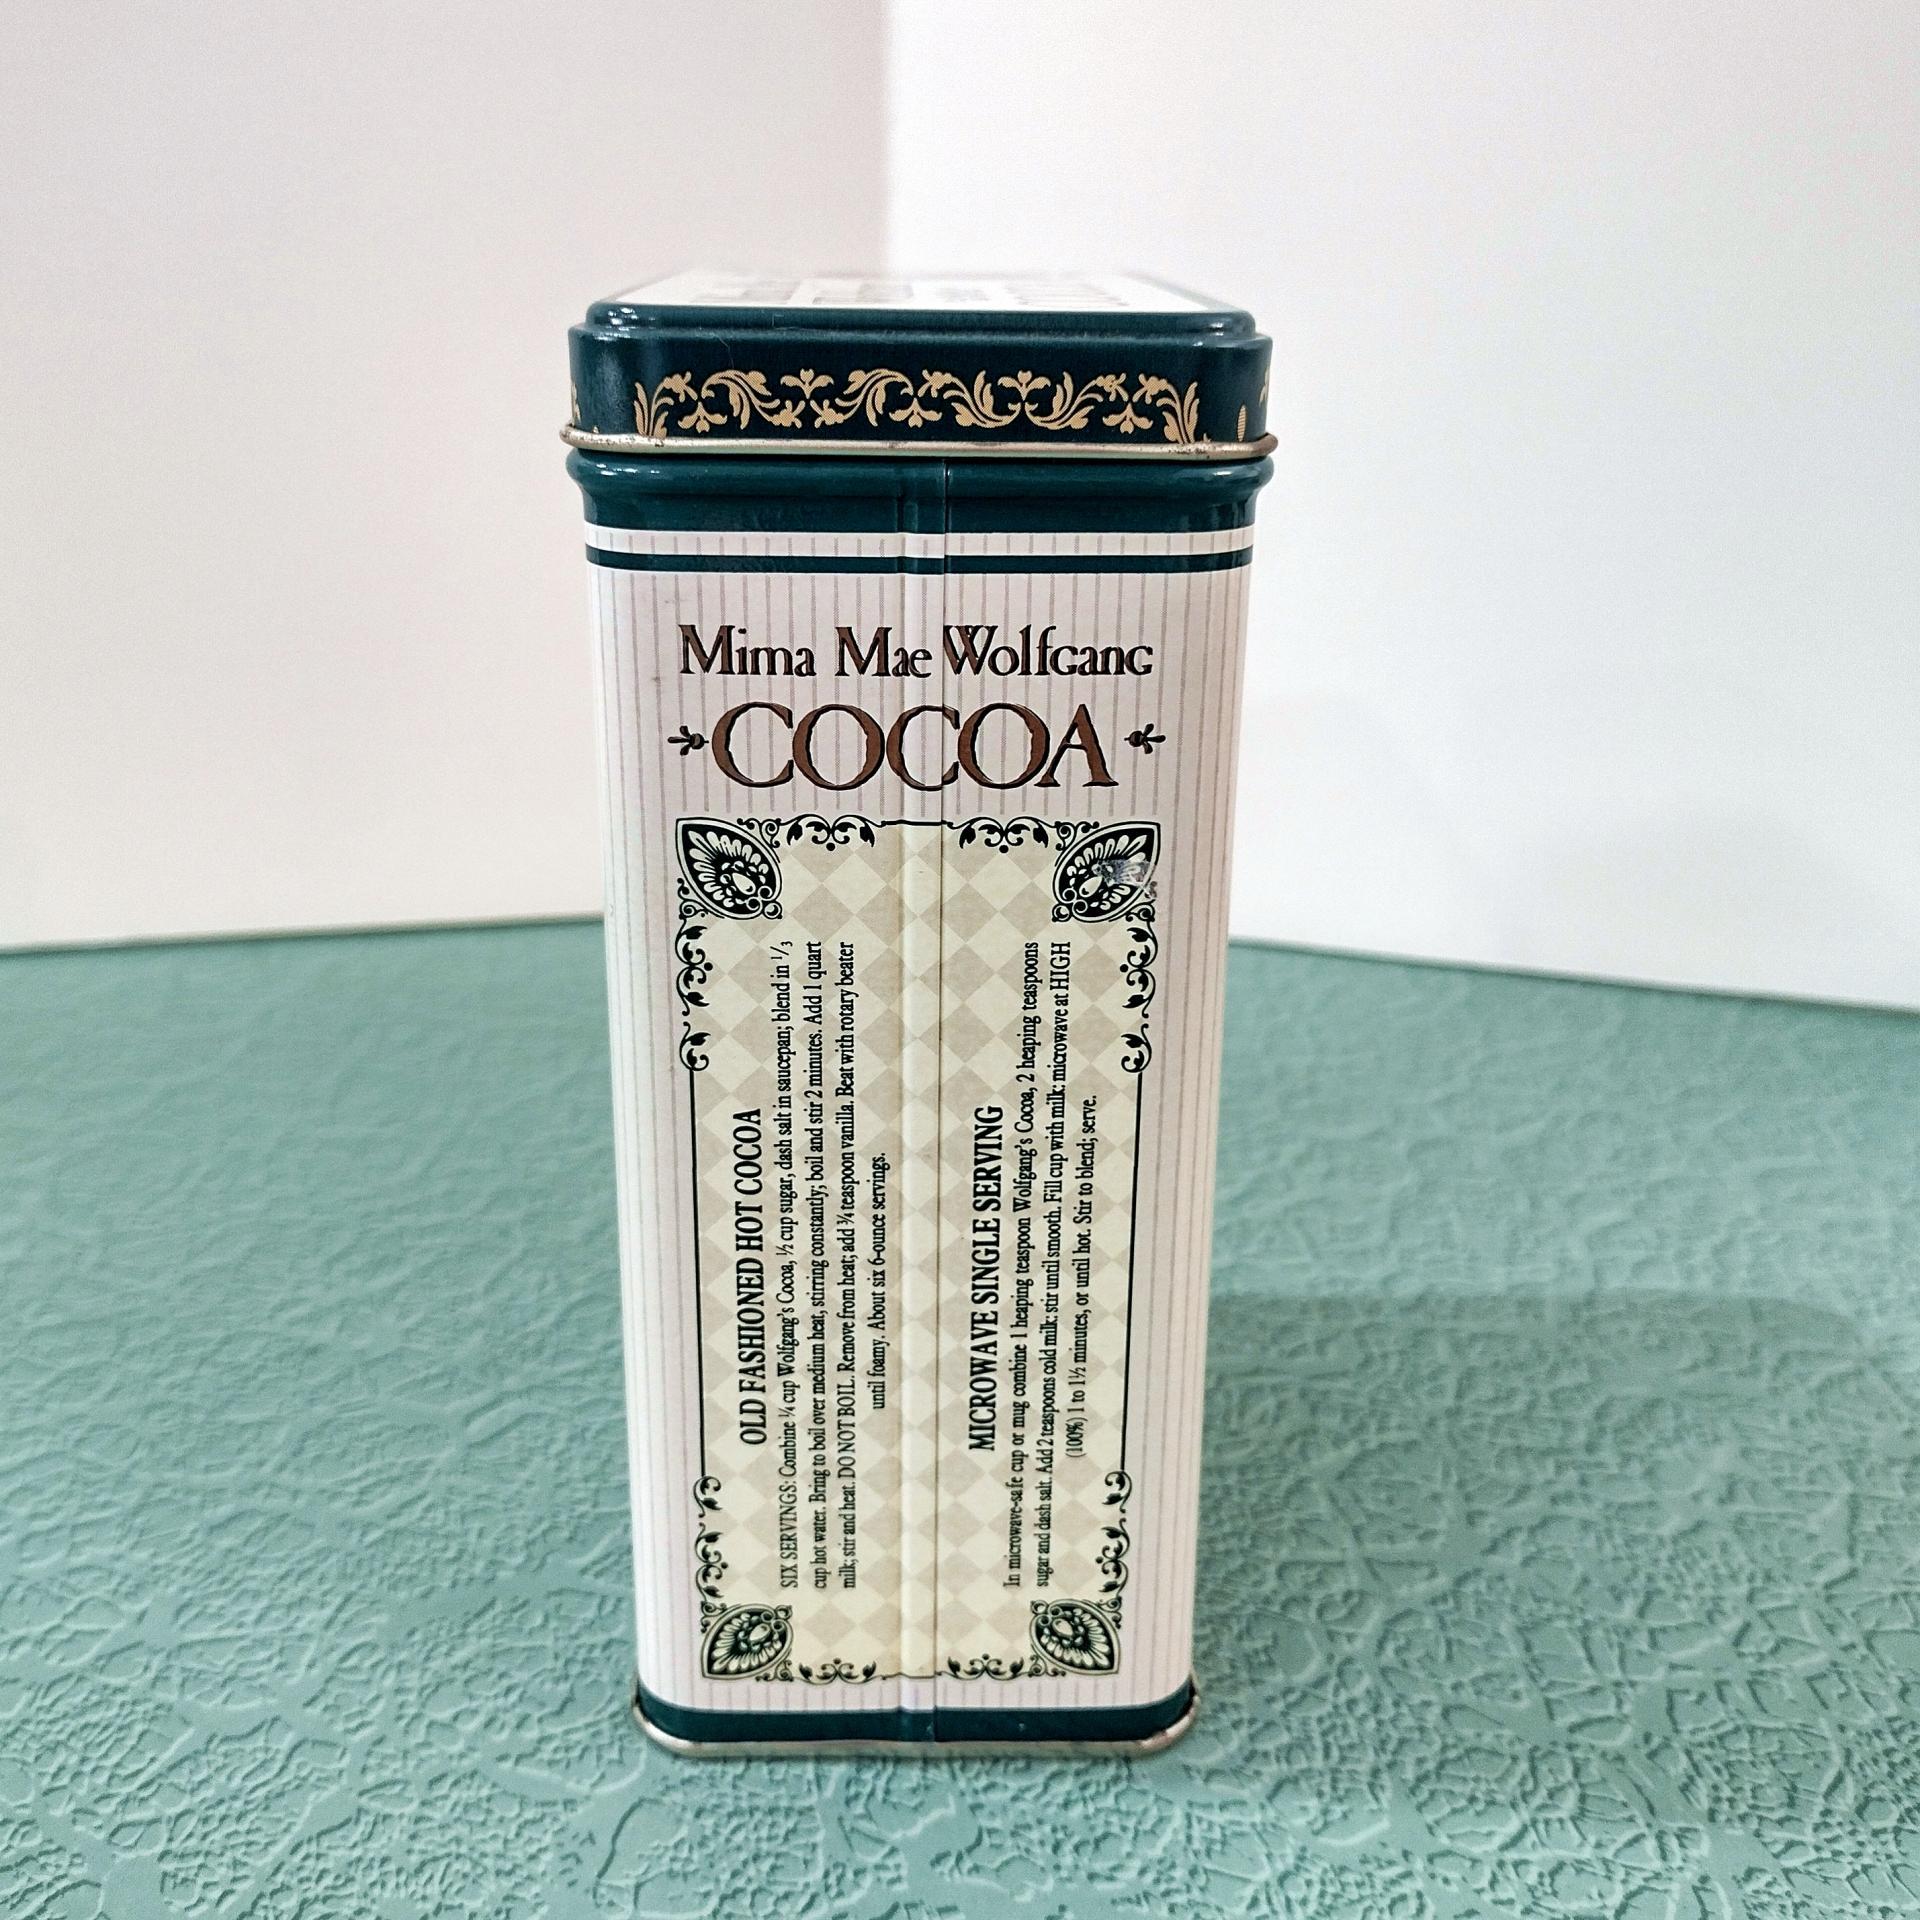 Mima Mae Wolfgang
COCOA
OLD FASHIONED HOT COCOA
SIX SERVINGS: Combine ¼ cup Wolfgang's Cocoa, ½ cup sugar, dash salt in saucepan; blend in ⅓
cup hot water. Bring to boil over medium heat, stirring constantly; boil and stir 2 minutes. Add 1 quart
milk; stir and heat. DO NOT BOIL. Remove from heat; add ¾ teaspoon vanilla. Beat with rotary beater
until foamy. About six 6-ounce servings.
MICROWAVE SINGLE SERVING
In microwave-safe cup or mug combine 1 heaping teaspoon Wolfgang's Cocoa, 2 heaping teaspoons
sugar and dash salt. Add 2 teaspoons cold milk; stir until smooth. Fill cup with milk; microwave at HIGH
(100%) 1 to 1½ minutes, or until hot. Stir to blend; serve.